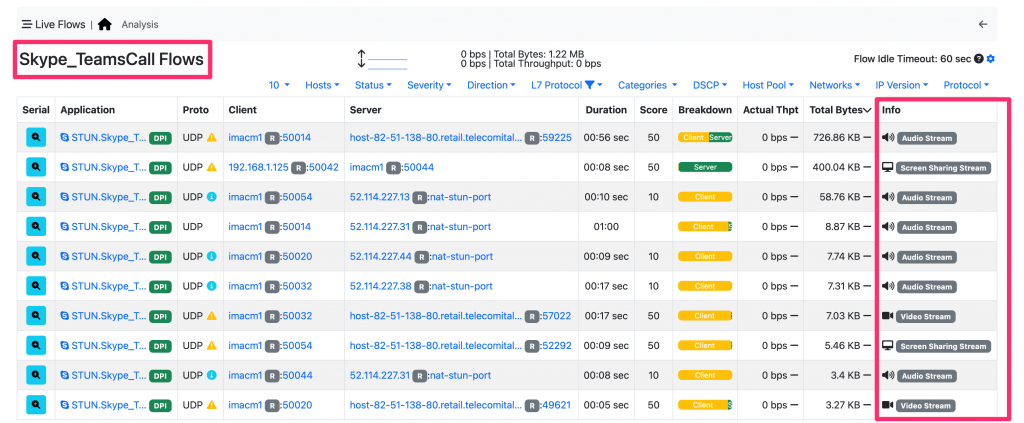 Live Flows | Analysis
Skype_TeamsCall Flows
0 bps | Total Bytes: 1.22 MB
0 bps | Total Throughput: 0 bps
Flow Idle Timeout: 60 sec
10 Hosts Status Severity Direction L7 Protocol Categories DSCP Host Pool Networks IP Version Protocol
Serial Application Proto Client Server Duration Score Breakdown Actual Thpt Total Bytes Info
STUN.Skype_T... DPI UDP imacm1 R :50014 host-82-51-138-80.retail.telecomital... R :59225 00:56 sec 50 Client Server 0 bps — 726.86 KB — Audio Stream
STUN.Skype_T... DPI UDP 192.168.1.125 R :50042 imacm1 R :50044 00:08 sec 50 Server 0 bps — 400.04 KB — Screen Sharing Stream
STUN.Skype_T... DPI UDP imacm1 R :50054 52.114.227.13 R :nat-stun-port 00:10 sec 10 Client 0 bps — 58.76 KB — Audio Stream
STUN.Skype_T... DPI UDP imacm1 R :50014 52.114.227.31 R :nat-stun-port 01:00 Client S 0 bps — 8.87 KB — Audio Stream
STUN.Skype_T... DPI UDP imacm1 R :50020 52.114.227.44 R :nat-stun-port 00:09 sec 10 Client 0 bps — 7.74 KB — Audio Stream
STUN.Skype_T... DPI UDP imacm1 R :50032 52.114.227.38 R :nat-stun-port 00:17 sec 10 Client 0 bps — 7.31 KB — Audio Stream
STUN.Skype_T... DPI UDP imacm1 R :50032 host-82-51-138-80.retail.telecomital... R :57022 00:17 sec 50 Client 0 bps — 7.03 KB — Video Stream
STUN.Skype_T... DPI UDP imacm1 R :50054 host-82-51-138-80.retail.telecomital... R :52292 00:09 sec 50 Client 0 bps — 5.46 KB — Screen Sharing Stream
STUN.Skype_T... DPI UDP imacm1 R :50044 52.114.227.31 R :nat-stun-port 00:08 sec 10 Client 0 bps — 3.4 KB — Audio Stream
STUN.Skype_T... DPI UDP imacm1 R :50020 host-82-51-138-80.retail.telecomital... R :49621 00:05 sec 50 Client S 0 bps — 3.27 KB — Video Stream